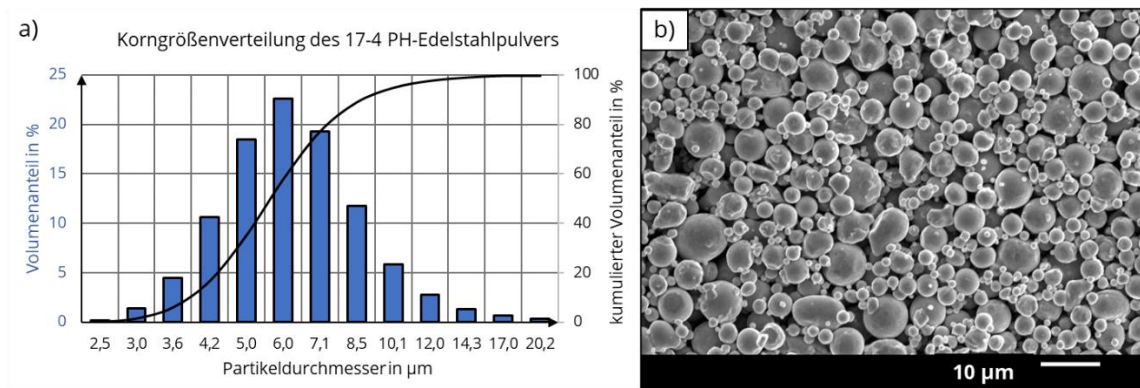 a)
Korngrößenverteilung des 17-4 PH-Edelstahlpulvers
25
20
15
10
5
0
Volumenanteil in %
100
80
60
40
20
0
kumulierter Volumenanteil in %
2,5 3,0 3,6 4,2 5,0 6,0 7,1 8,5 10,1 12,0 14,3 17,0 20,2
Partikeldurchmesser in µm
b)
10 µm